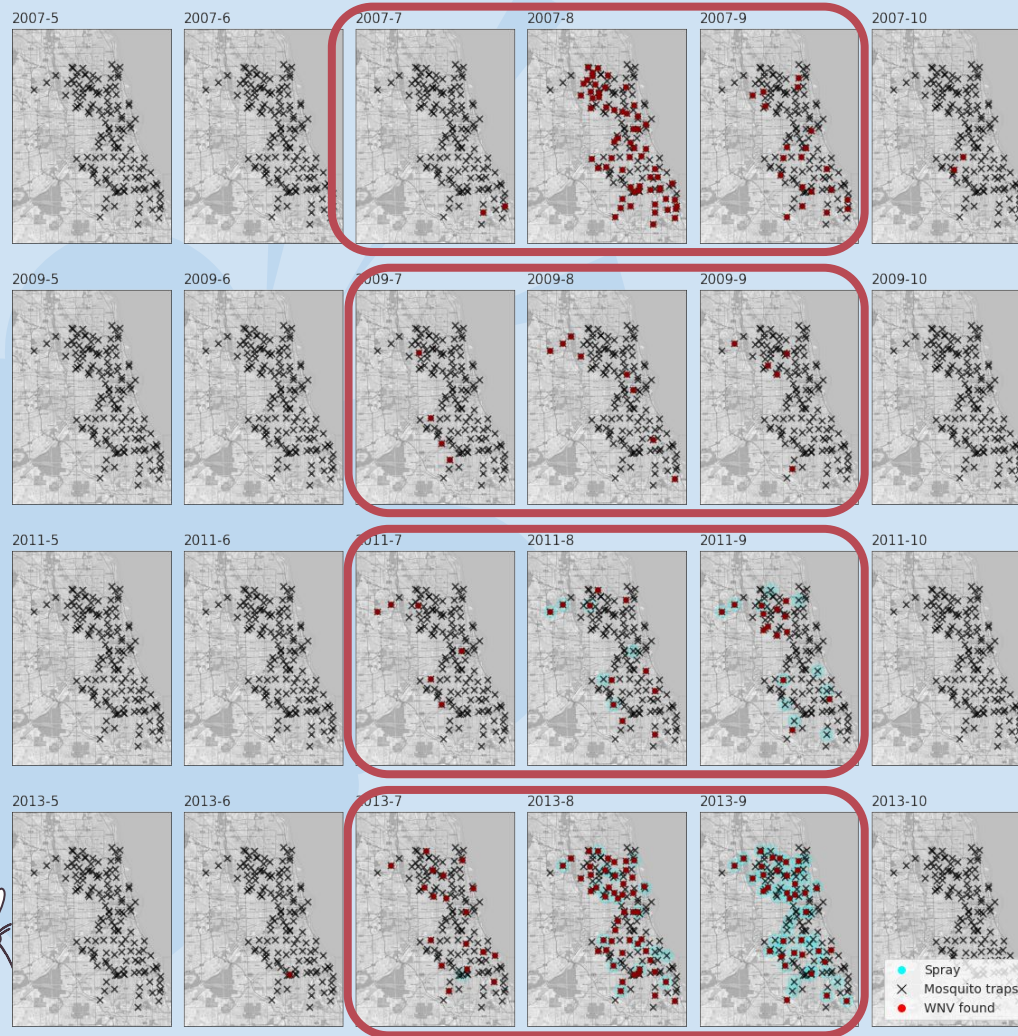 2007-5 2007-6 2007-7 2007-8 2007-9 2007-10
2009-5 2009-6 2009-7 2009-8 2009-9 2009-10
2011-5 2011-6 2011-7 2011-8 2011-9 2011-10
2013-5 2013-6 2013-7 2013-8 2013-9 2013-10
Spray
Mosquito traps
WNV found